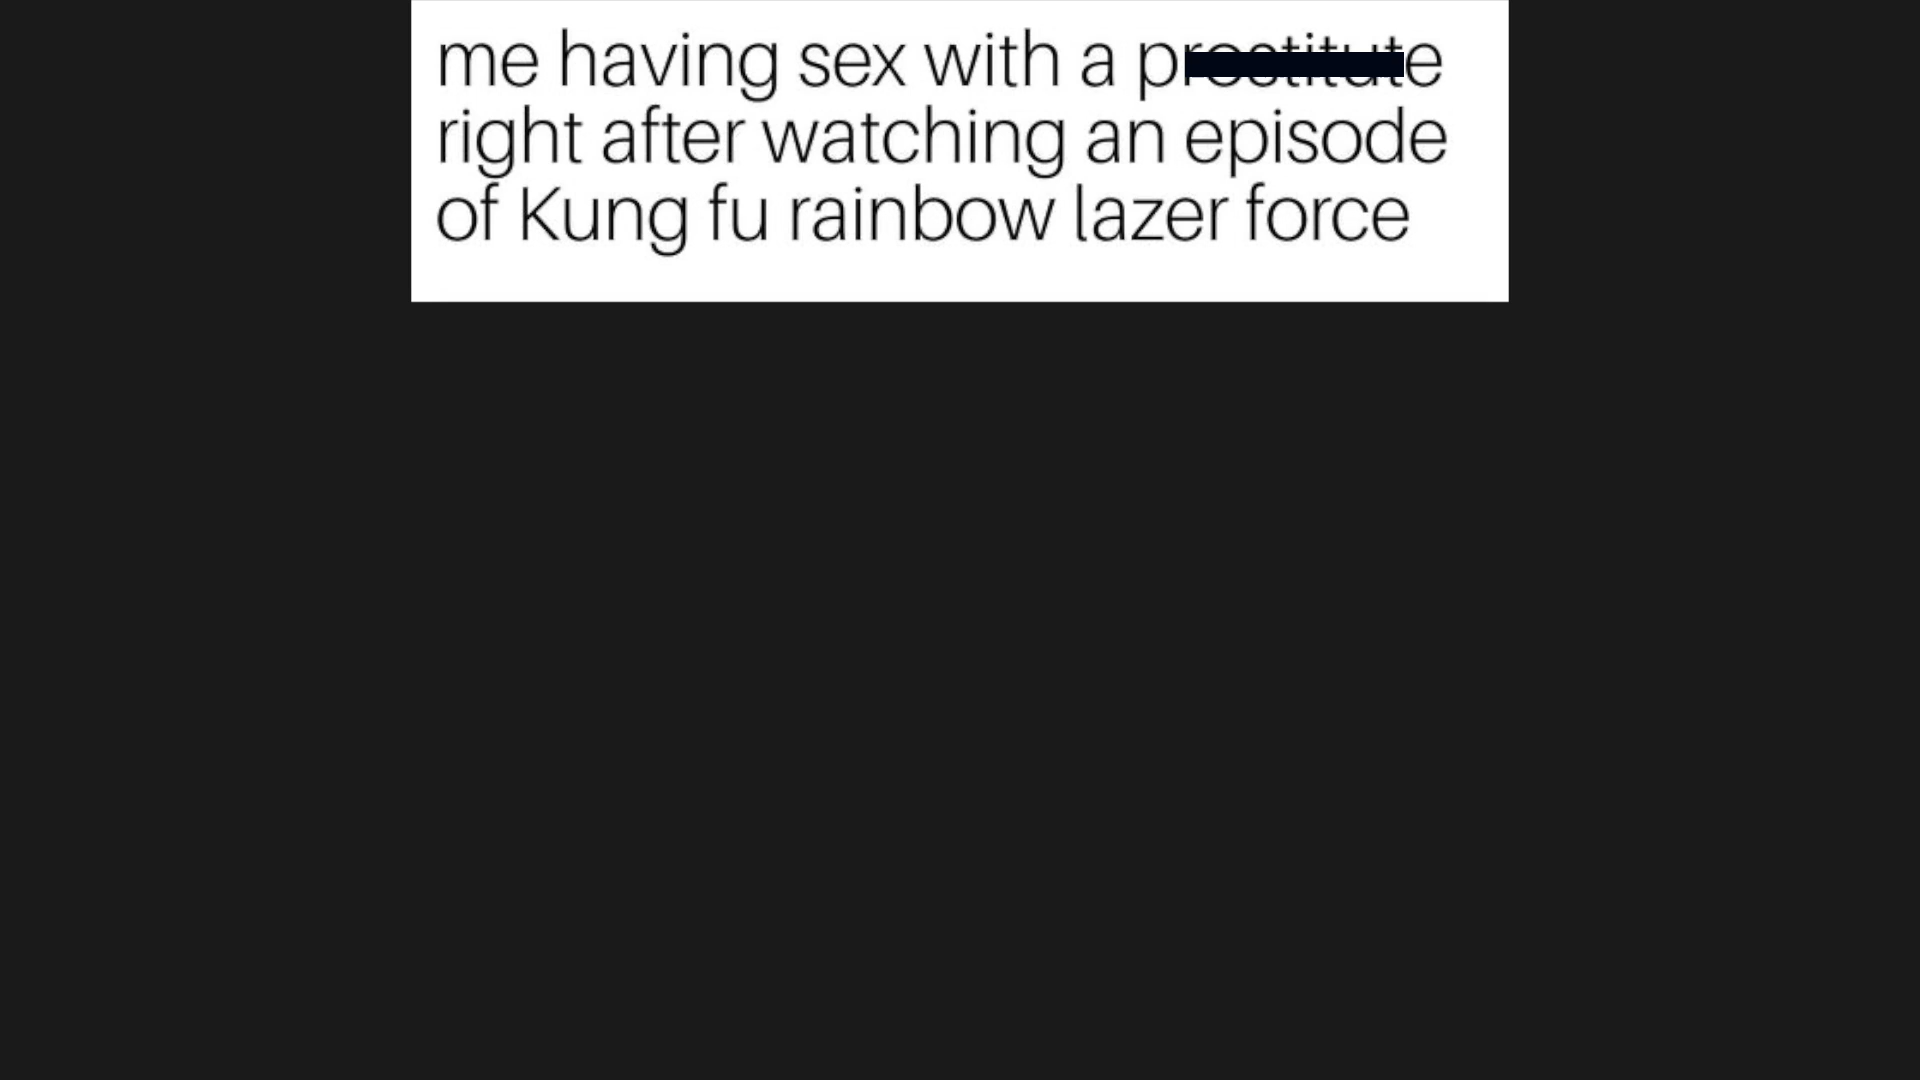 me having sex with a prostitute
right after watching an episode
of Kung fu rainbow lazer force